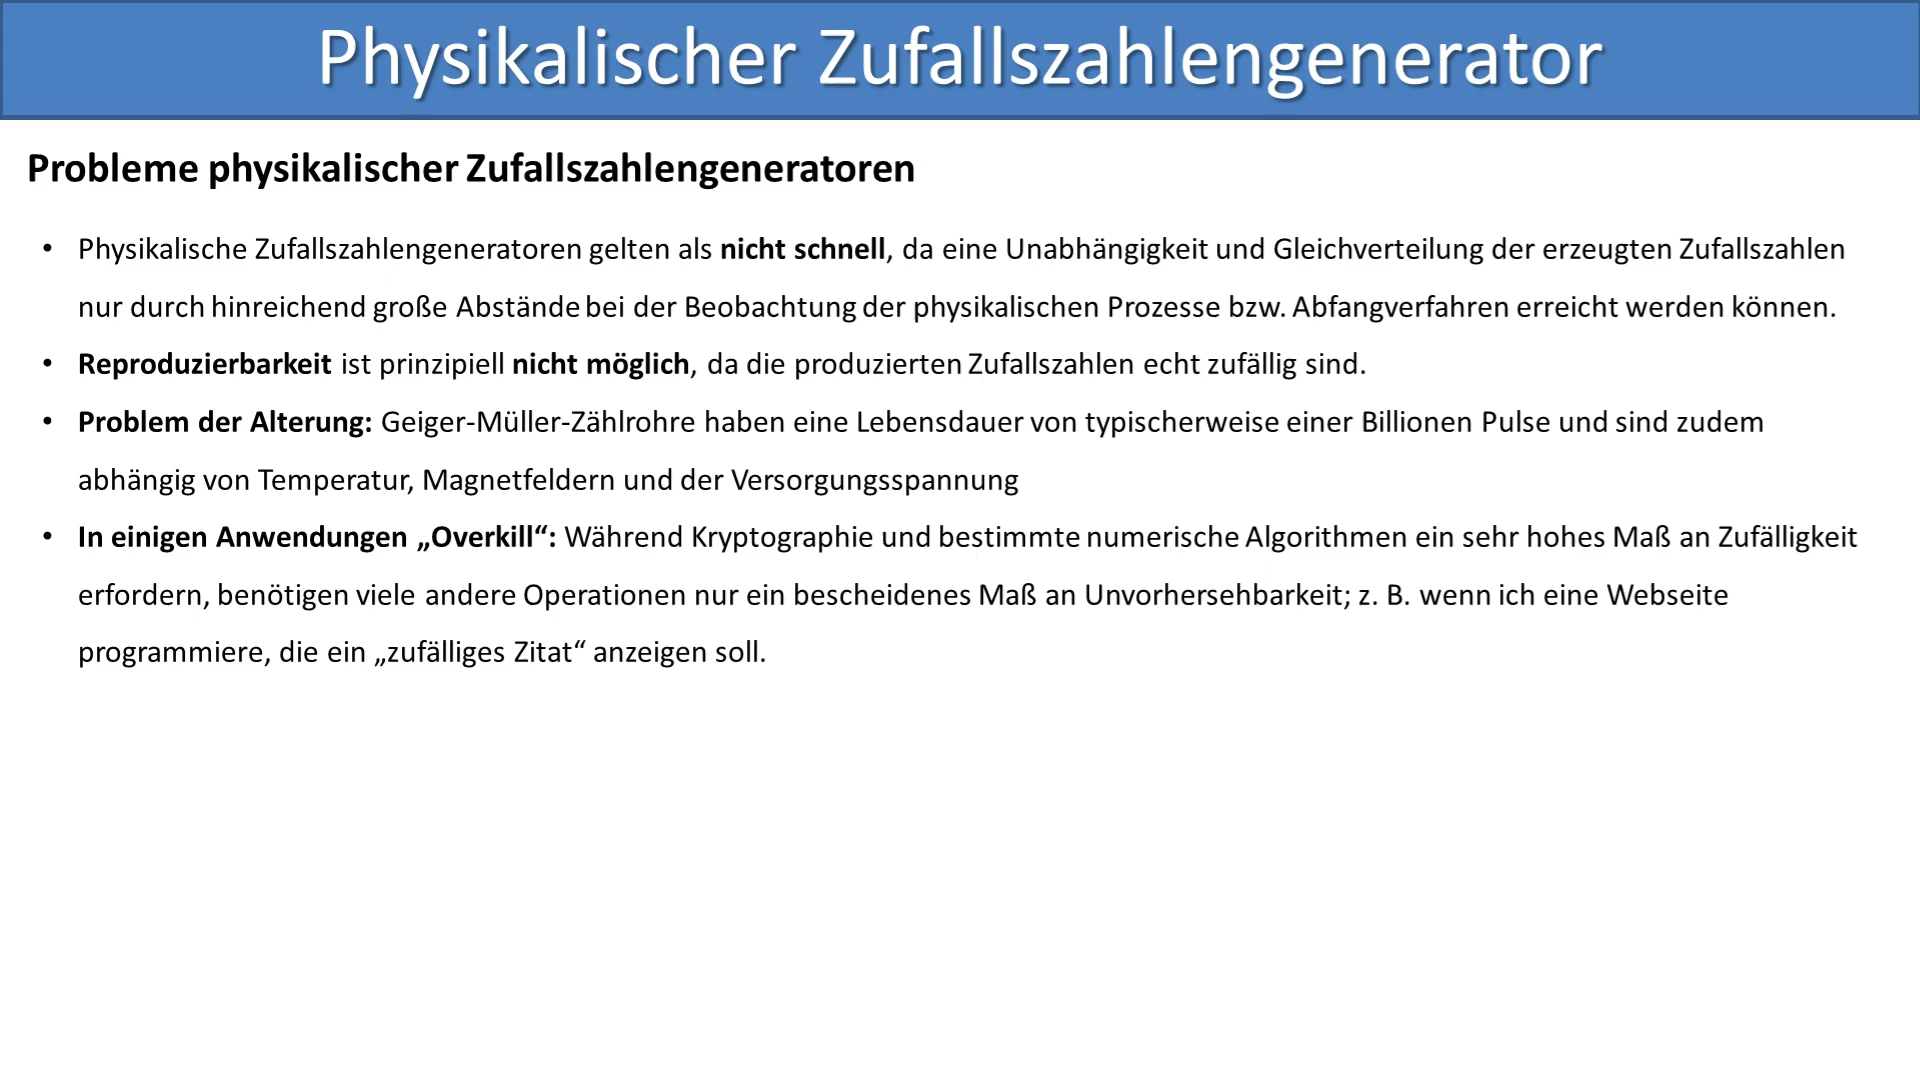 Physikalischer Zufallszahlengenerator
Probleme physikalischer Zufallszahlengeneratoren
• Physikalische Zufallszahlengeneratoren gelten als nicht schnell, da eine Unabhängigkeit und Gleichverteilung der erzeugten Zufallszahlen
nur durch hinreichend große Abstände bei der Beobachtung der physikalischen Prozesse bzw. Abfangverfahren erreicht werden können.
• Reproduzierbarkeit ist prinzipiell nicht möglich, da die produzierten Zufallszahlen echt zufällig sind.
• Problem der Alterung: Geiger-Müller-Zählrohre haben eine Lebensdauer von typischerweise einer Billionen Pulse und sind zudem
abhängig von Temperatur, Magnetfeldern und der Versorgungsspannung
• In einigen Anwendungen „Overkill“: Während Kryptographie und bestimmte numerische Algorithmen ein sehr hohes Maß an Zufälligkeit
erfordern, benötigen viele andere Operationen nur ein bescheidenes Maß an Unvorhersehbarkeit; z. B. wenn ich eine Webseite
programmiere, die ein „zufälliges Zitat“ anzeigen soll.